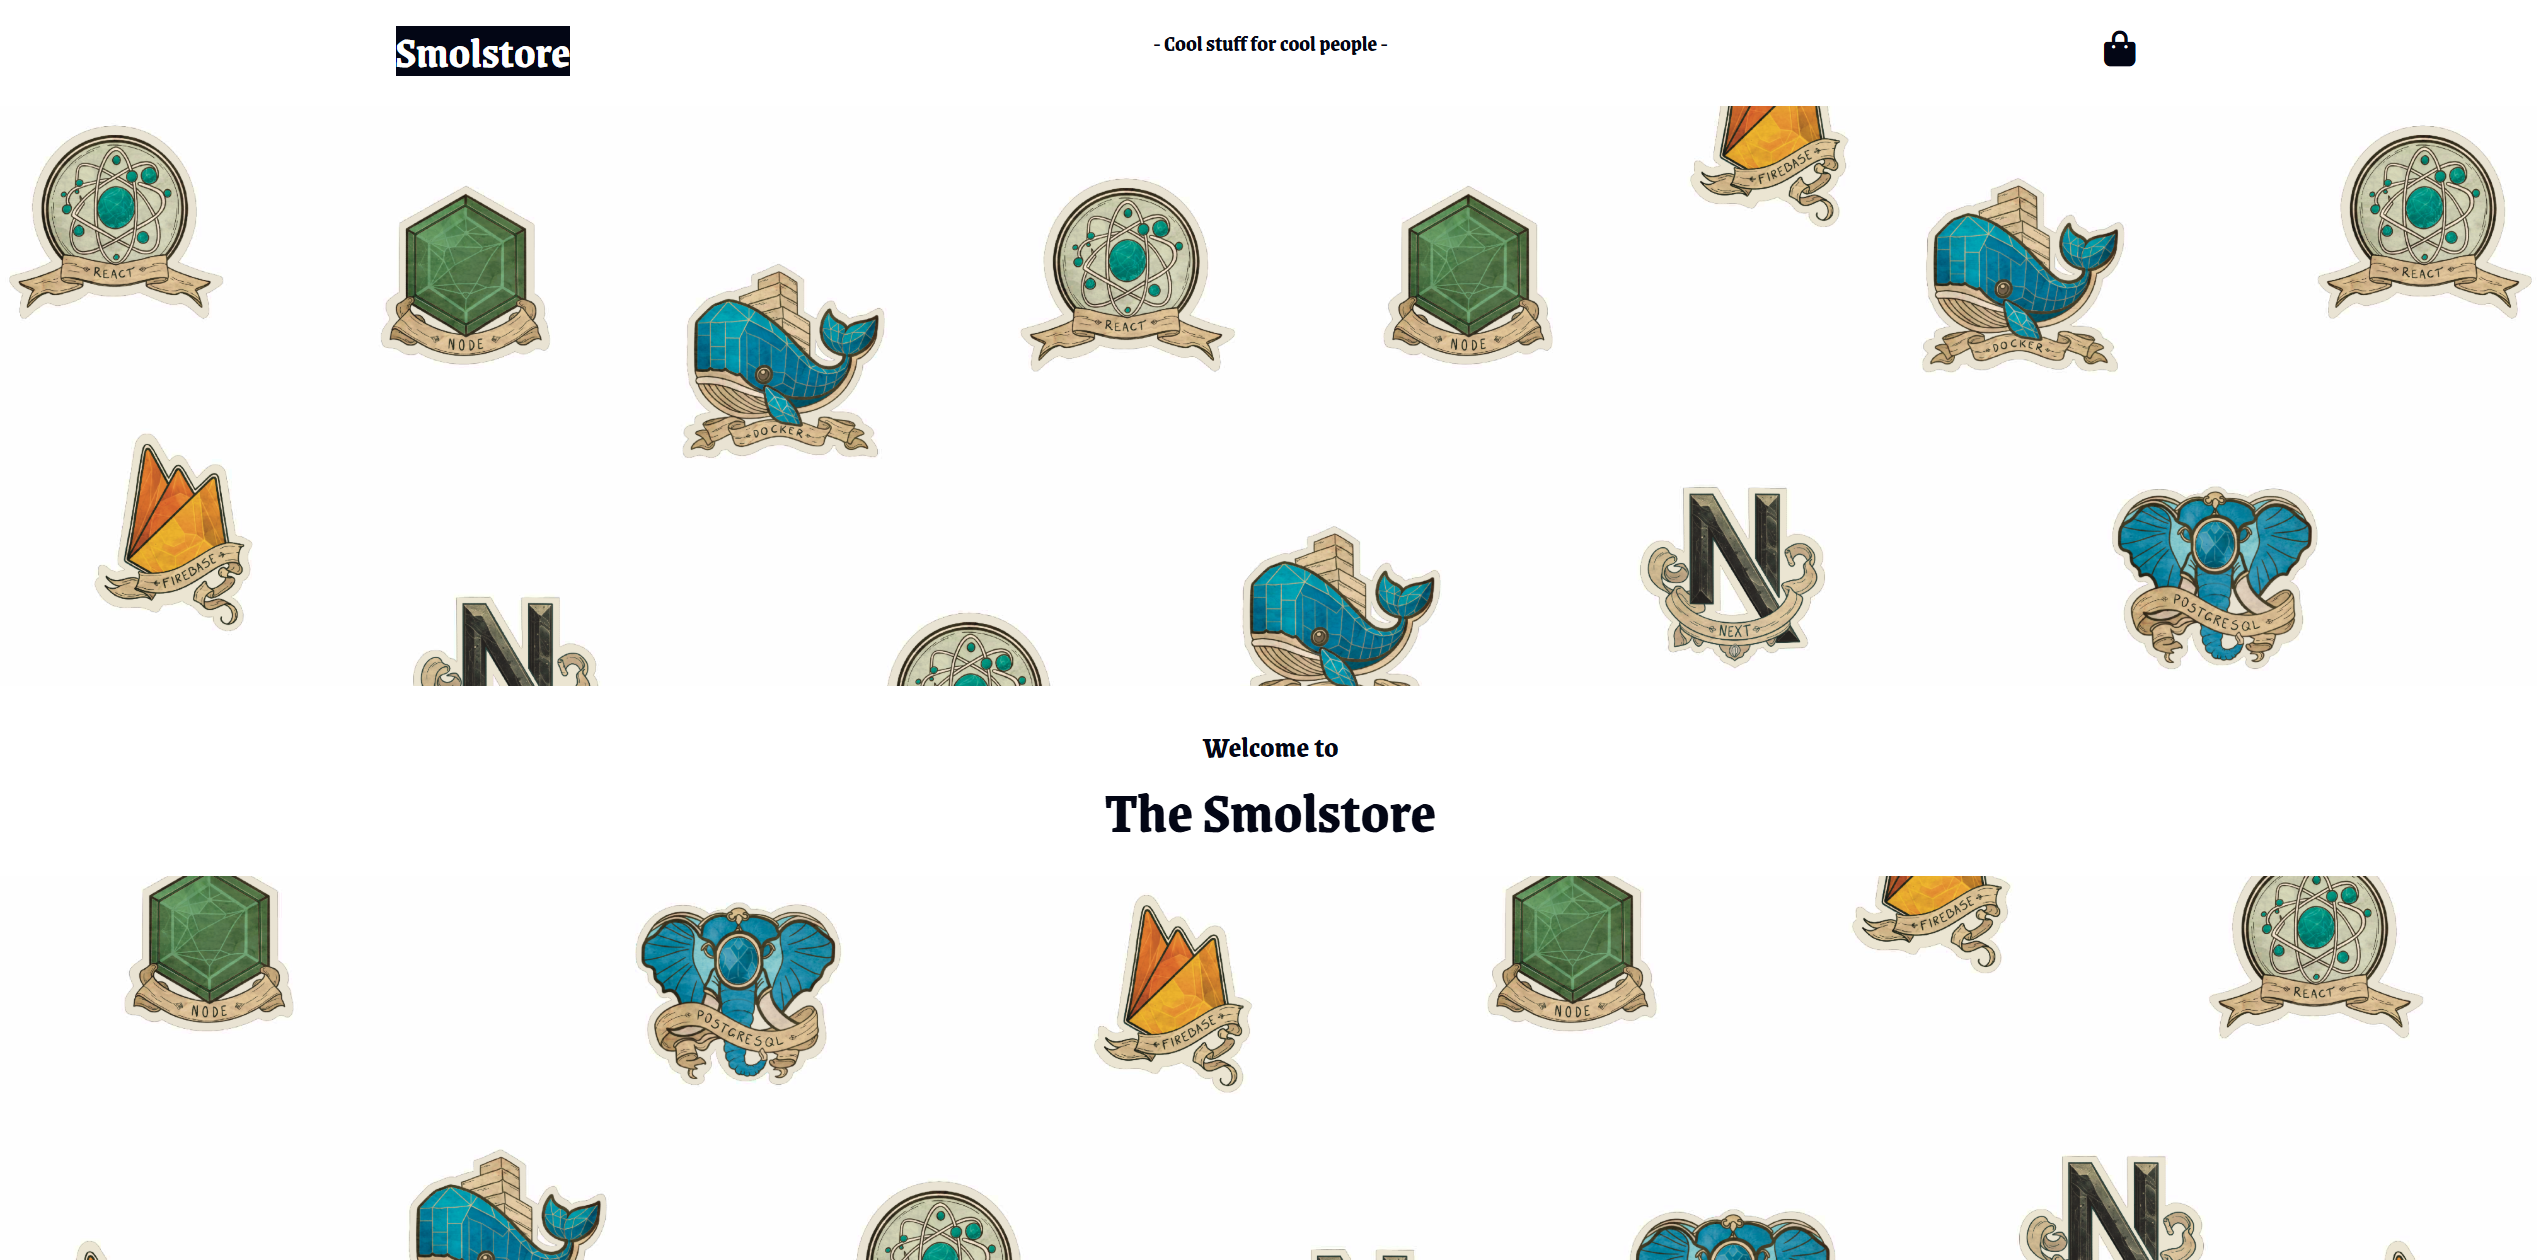 Smolstore
- Cool stuff for cool people -
FIREBASE
REACT
NODE
REACT
NODE
DOCKER
REACT
DOCKER
FIREBASE
NEXT
POSTGRESQL
Welcome to
The Smolstore
NODE
POSTGRESQL
FIREBASE
NODE
FIREBASE
REACT